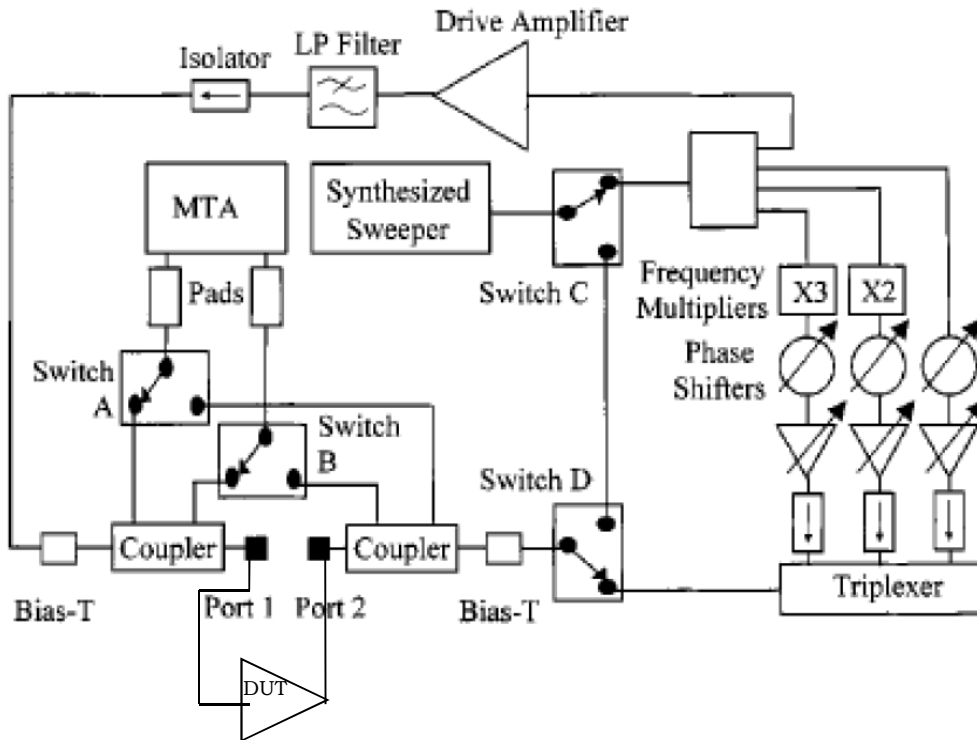 Drive Amplifier
LP Filter
Isolator
MTA
Synthesized
Sweeper
Pads
Switch C
Frequency
Multipliers
X3
X2
Phase
Shifters
Switch
A
Switch
B
Switch D
Coupler
Coupler
Triplexer
Bias-T
Port 1
Port 2
Bias-T
DUT